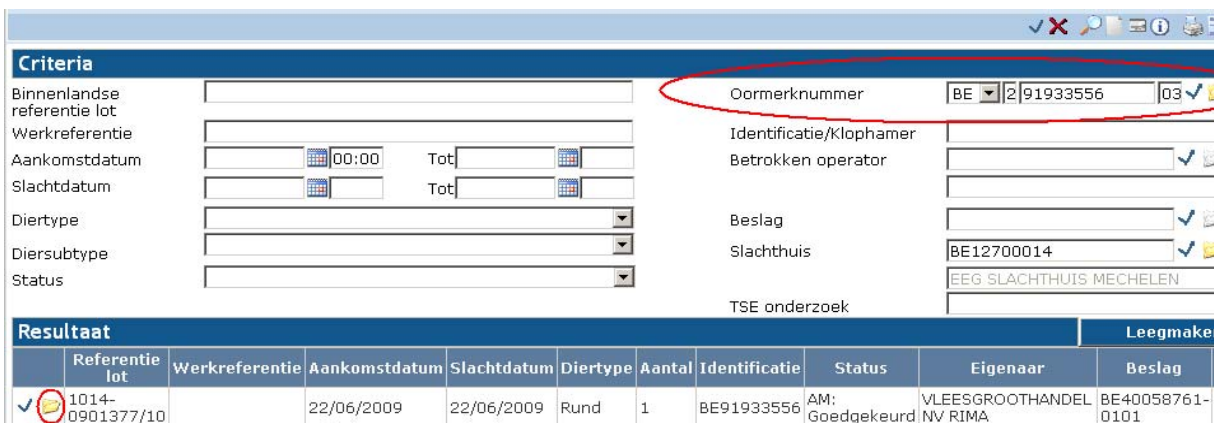 Criteria
Binnenlandse referentie lot
Oormerknummer BE 2 91933556 03
Werkreferentie
Identificatie/Klophamer
Aankomstdatum 00:00 Tot
Betrokken operator
Slachtdatum Tot
Diertype
Beslag
Diersubtype
Slachthuis BE12700014
Status
EEG SLACHTHUIS MECHELEN
TSE onderzoek
Resultaat Leegmake
Referentie lot Werkreferentie Aankomstdatum Slachtdatum Diertype Aantal Identificatie Status Eigenaar Beslag
1014-0901377/10 22/06/2009 22/06/2009 Rund 1 BE91933556 AM: Goedgekeurd VLEESGROOTHANDEL NV RIMA BE40058761-0101